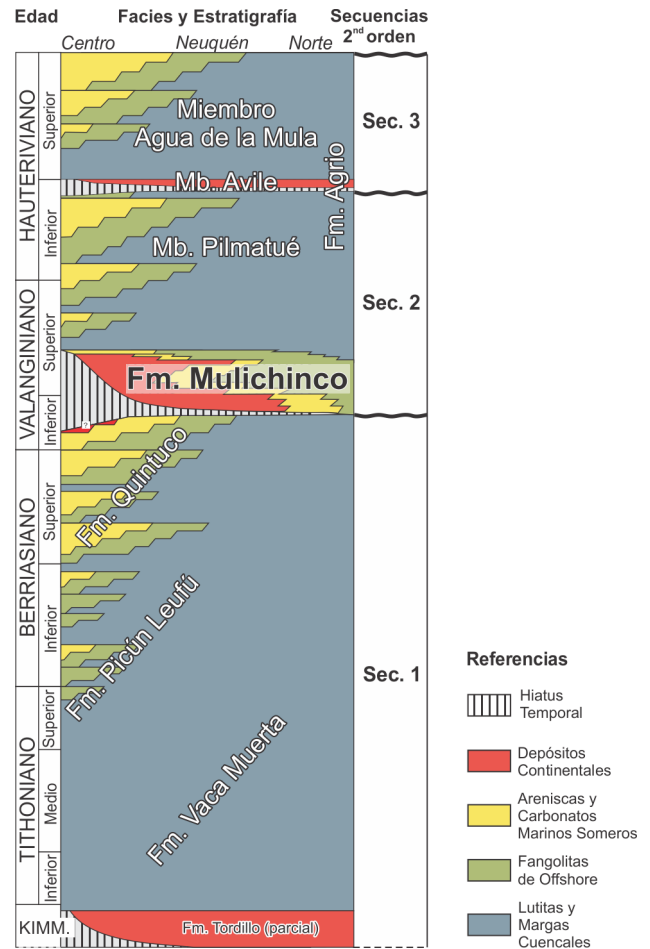 Edad
Facies y Estratigrafía
Secuencias
2nd orden
Centro
Neuquén
Norte
HAUTERIVIANO
Superior
Inferior
VALANGINIANO
Superior
Inferior
BERRIASIANO
Superior
Inferior
TITHONIANO
Superior
Medio
Inferior
KIMM.
Miembro
Agua de la Mula
Mb. Avile
Fm. Agrio
Mb. Pilmatué
Fm. Mulichinco
?
Fm. Quintuco
Fm. Picún Leufú
Fm. Vaca Muerta
Fm. Tordillo (parcial)
Sec. 3
Sec. 2
Sec. 1
Referencias
Hiatus
Temporal
Depósitos
Continentales
Areniscas y
Carbonatos
Marinos Someros
Fangolitas
de Offshore
Lutitas y
Margas
Cuencales